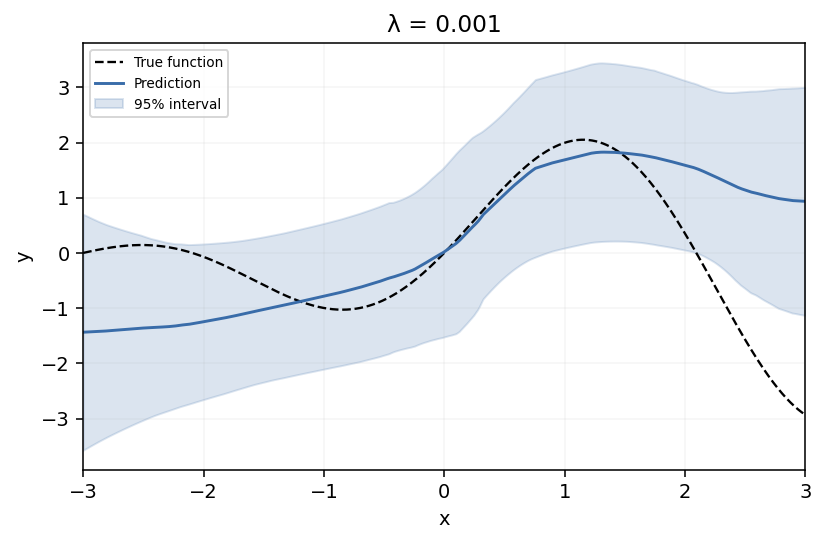 λ = 0.001
True function
Prediction
95% interval
y
3
2
1
0
−1
−2
−3
−3 −2 −1 0 1 2 3
x